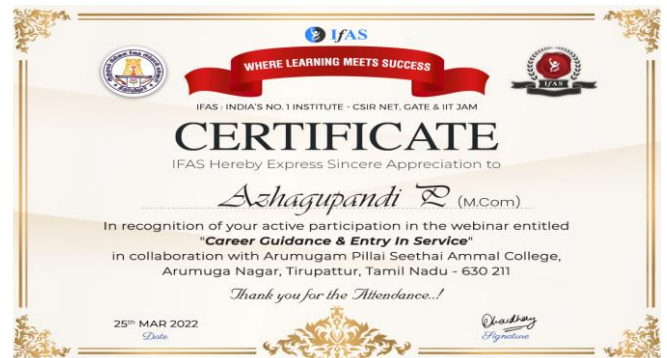 IFAS
WHERE LEARNING MEETS SUCCESS
IFAS
IFAS : INDIA'S NO. 1 INSTITUTE - CSIR NET, GATE & IIT JAM
CERTIFICATE
IFAS Hereby Express Sincere Appreciation to
Azhagupandi P (M.Com)
In recognition of your active participation in the webinar entitled
"Career Guidance & Entry In Service"
in collaboration with Arumugam Pillai Seethai Ammal College,
Arumuga Nagar, Tirupattur, Tamil Nadu - 630 211
Thank you for the Attendance..!
25th MAR 2022
Date
Chaudhary
Signature